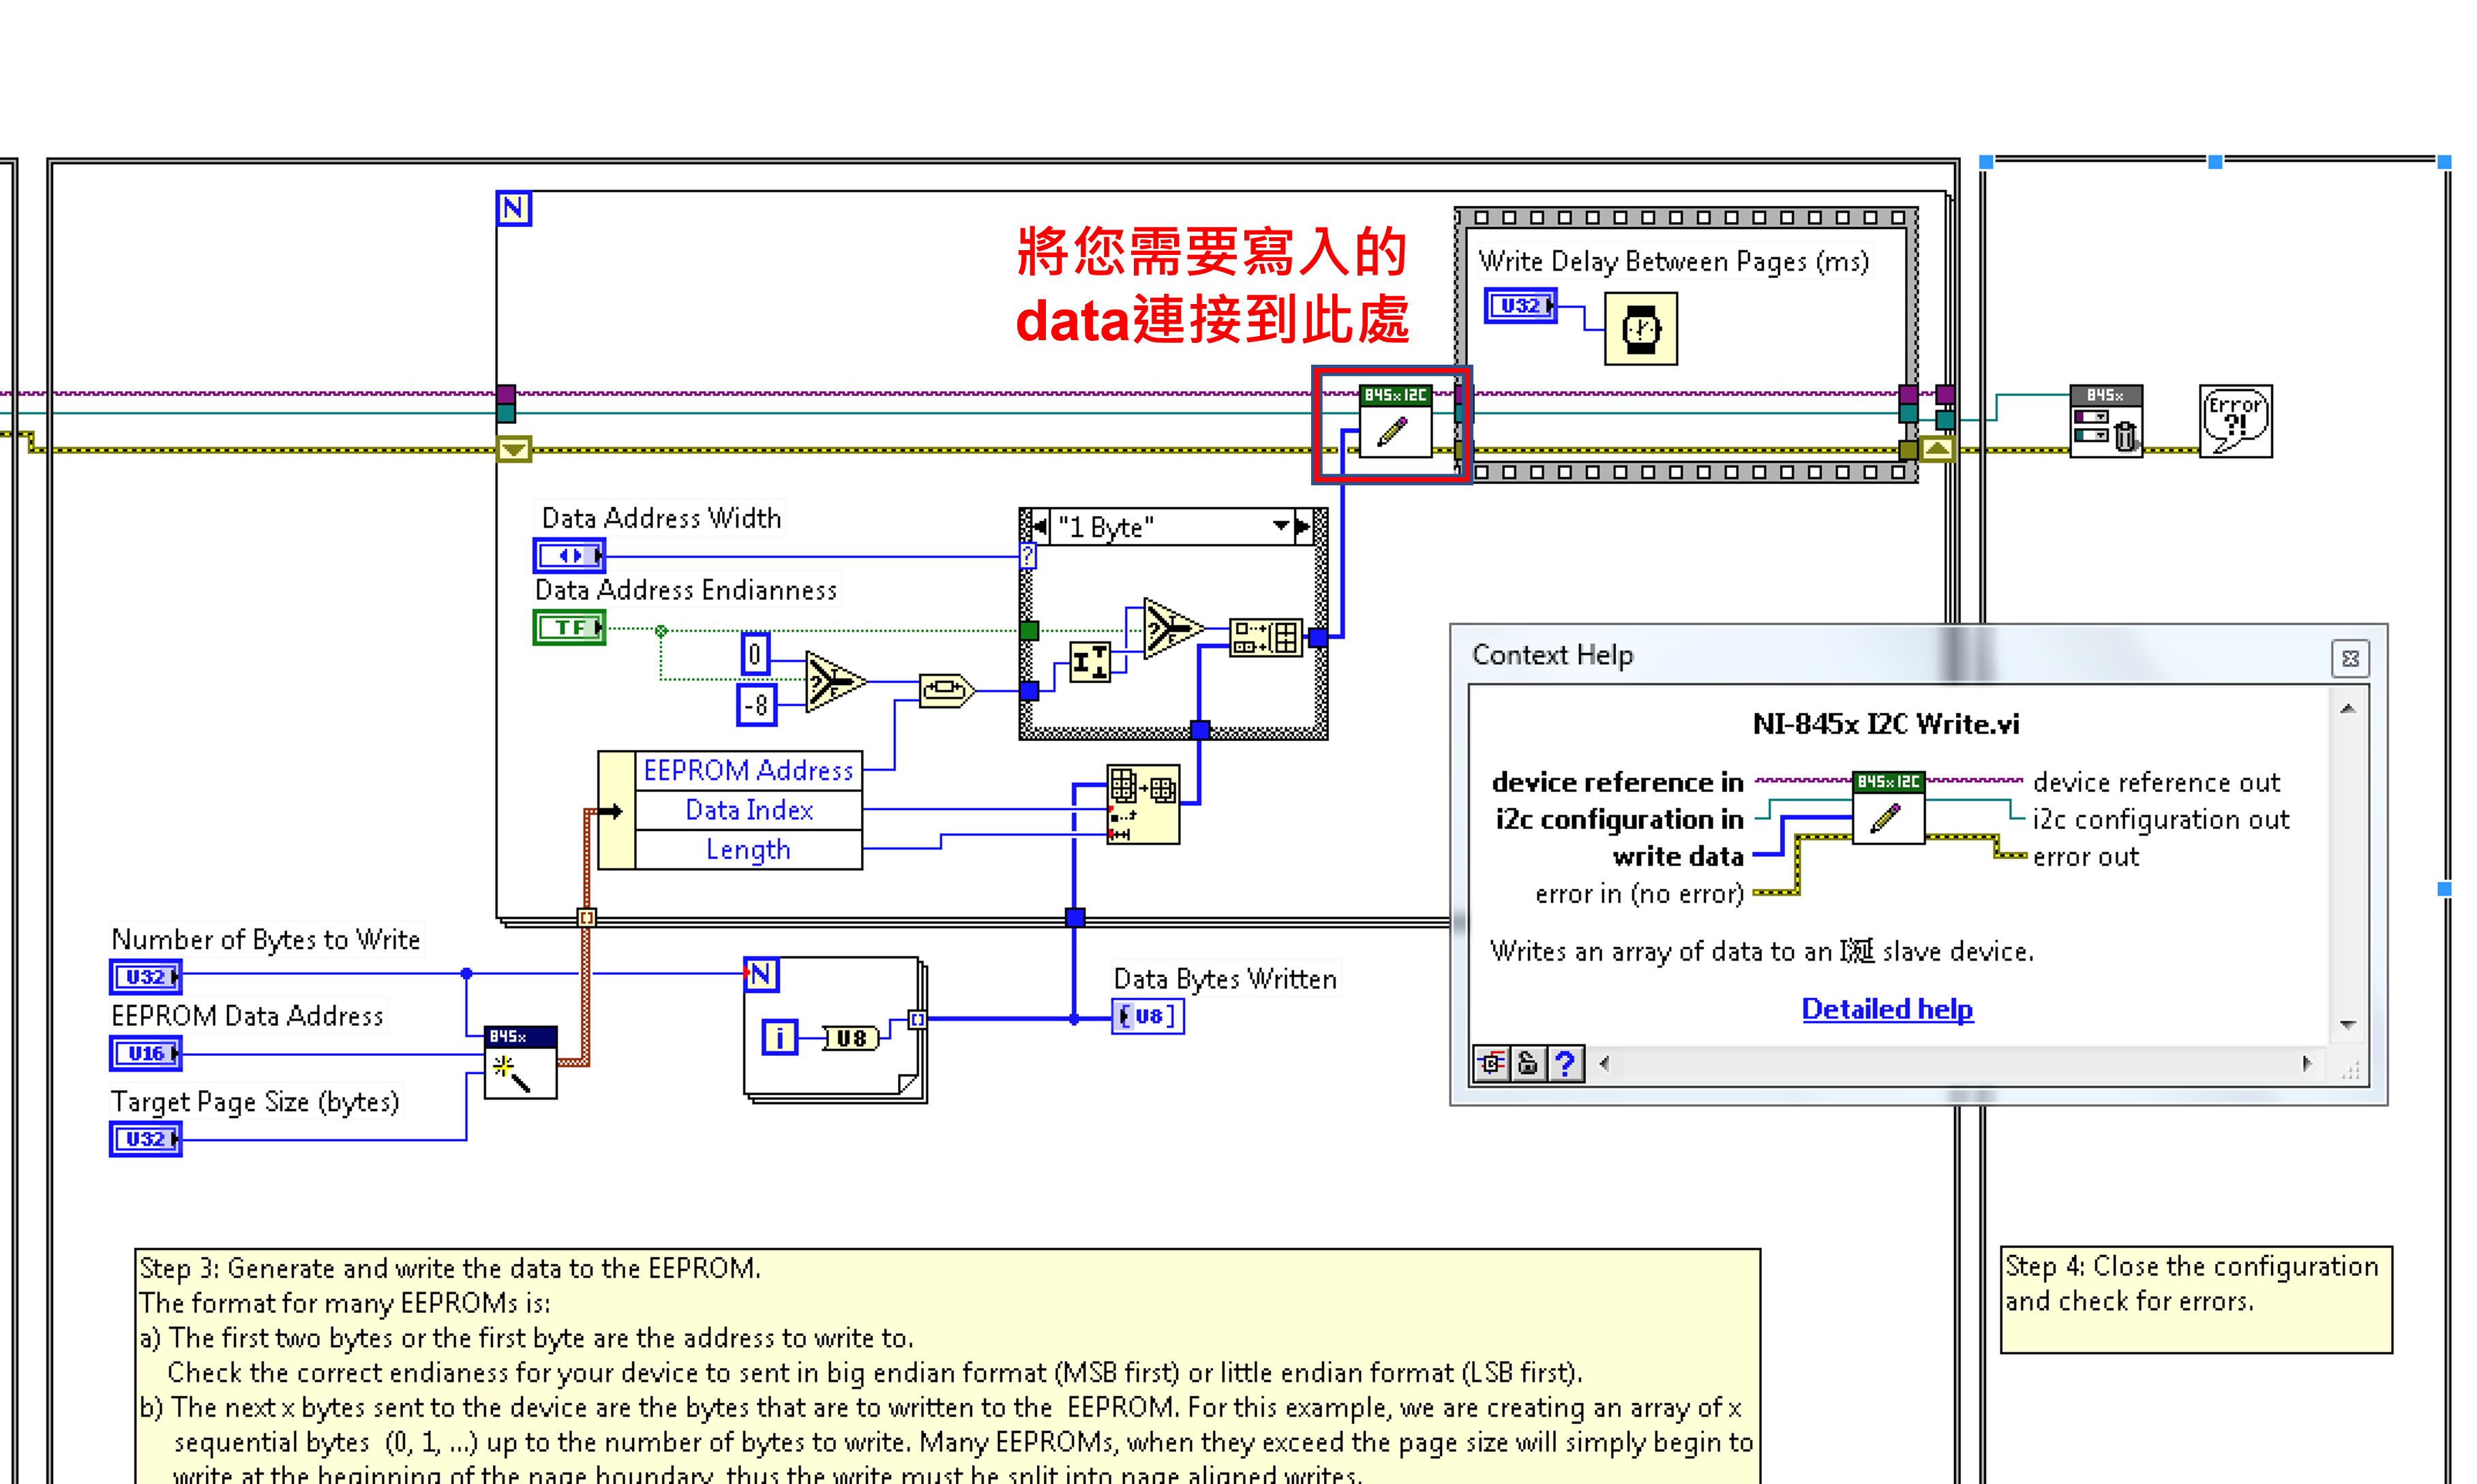 N
將您需要寫入的
data連接到此處
Write Delay Between Pages (ms)
U32
845x I2C
845x
Error
?!
Data Address Width
"1 Byte"
?
Data Address Endianness
TF
0
-8
?
?
EEPROM Address
Data Index
Length
Context Help
NI-845x I2C Write.vi
device reference in
845x I2C
device reference out
i2c configuration in
i2c configuration out
write data
error out
error in (no error)
Writes an array of data to an I涎 slave device.
Detailed help
?
Number of Bytes to Write
U32
EEPROM Data Address
U16
845x
Target Page Size (bytes)
U32
N
i
U8
Data Bytes Written
[U8]
Step 3: Generate and write the data to the EEPROM.
The format for many EEPROMs is:
a) The first two bytes or the first byte are the address to write to.
Check the correct endianess for your device to sent in big endian format (MSB first) or little endian format (LSB first).
b) The next x bytes sent to the device are the bytes that are to written to the  EEPROM. For this example, we are creating an array of x
sequential bytes  (0, 1, ...) up to the number of bytes to write. Many EEPROMs, when they exceed the page size will simply begin to
write at the beginning of the page boundary, thus the write must be split into page aligned writes.
Step 4: Close the configuration
and check for errors.